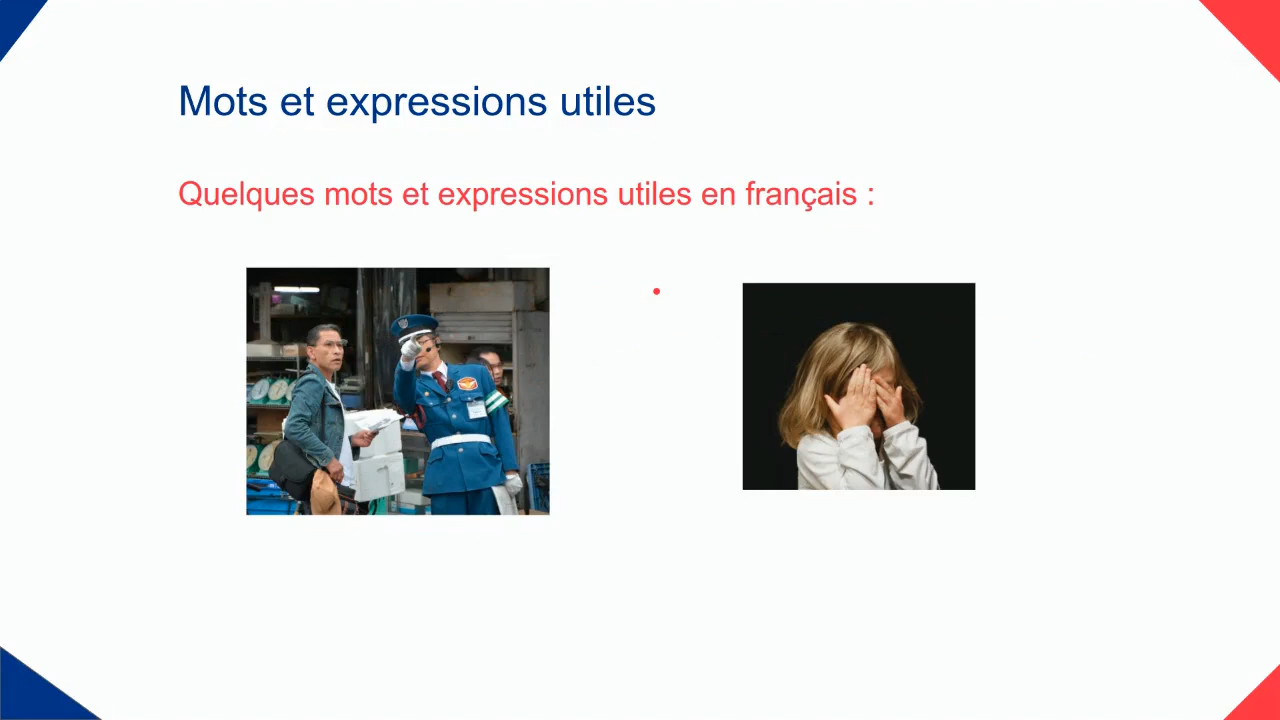 Mots et expressions utiles
Quelques mots et expressions utiles en français :